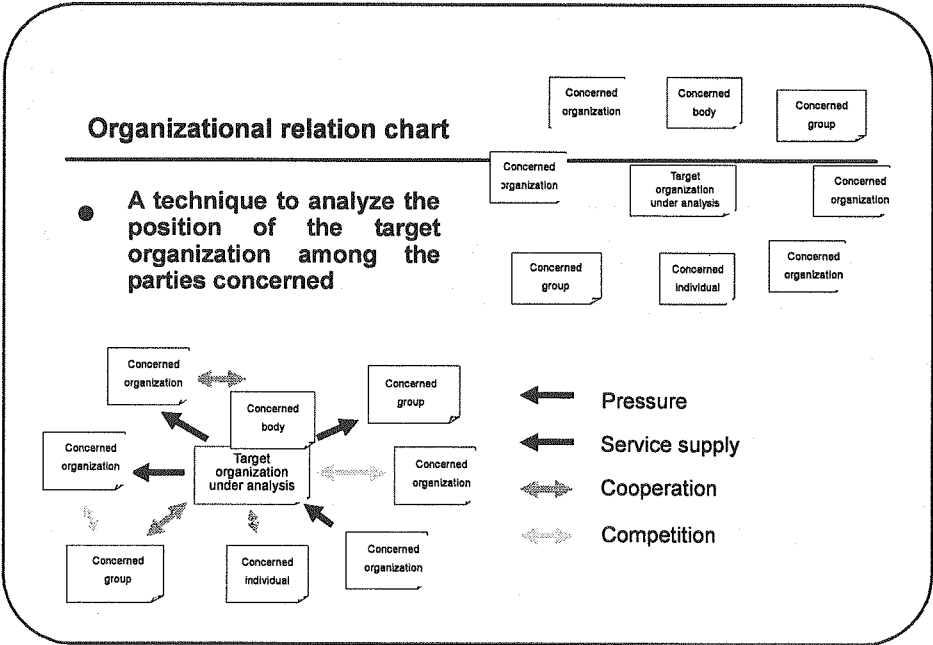 Organizational relation chart
● A technique to analyze the
position of the target
organization among the
parties concerned
Concerned
organization
Concerned
body
Concerned
group
Concerned
organization
Target
organization
under analysis
Concerned
organization
Concerned
group
Concerned
individual
Concerned
organization
Concerned
organization
Concerned
body
Concerned
group
Concerned
organization
Target
organization
under analysis
Concerned
organization
Concerned
group
Concerned
individual
Concerned
organization
Pressure
Service supply
Cooperation
Competition